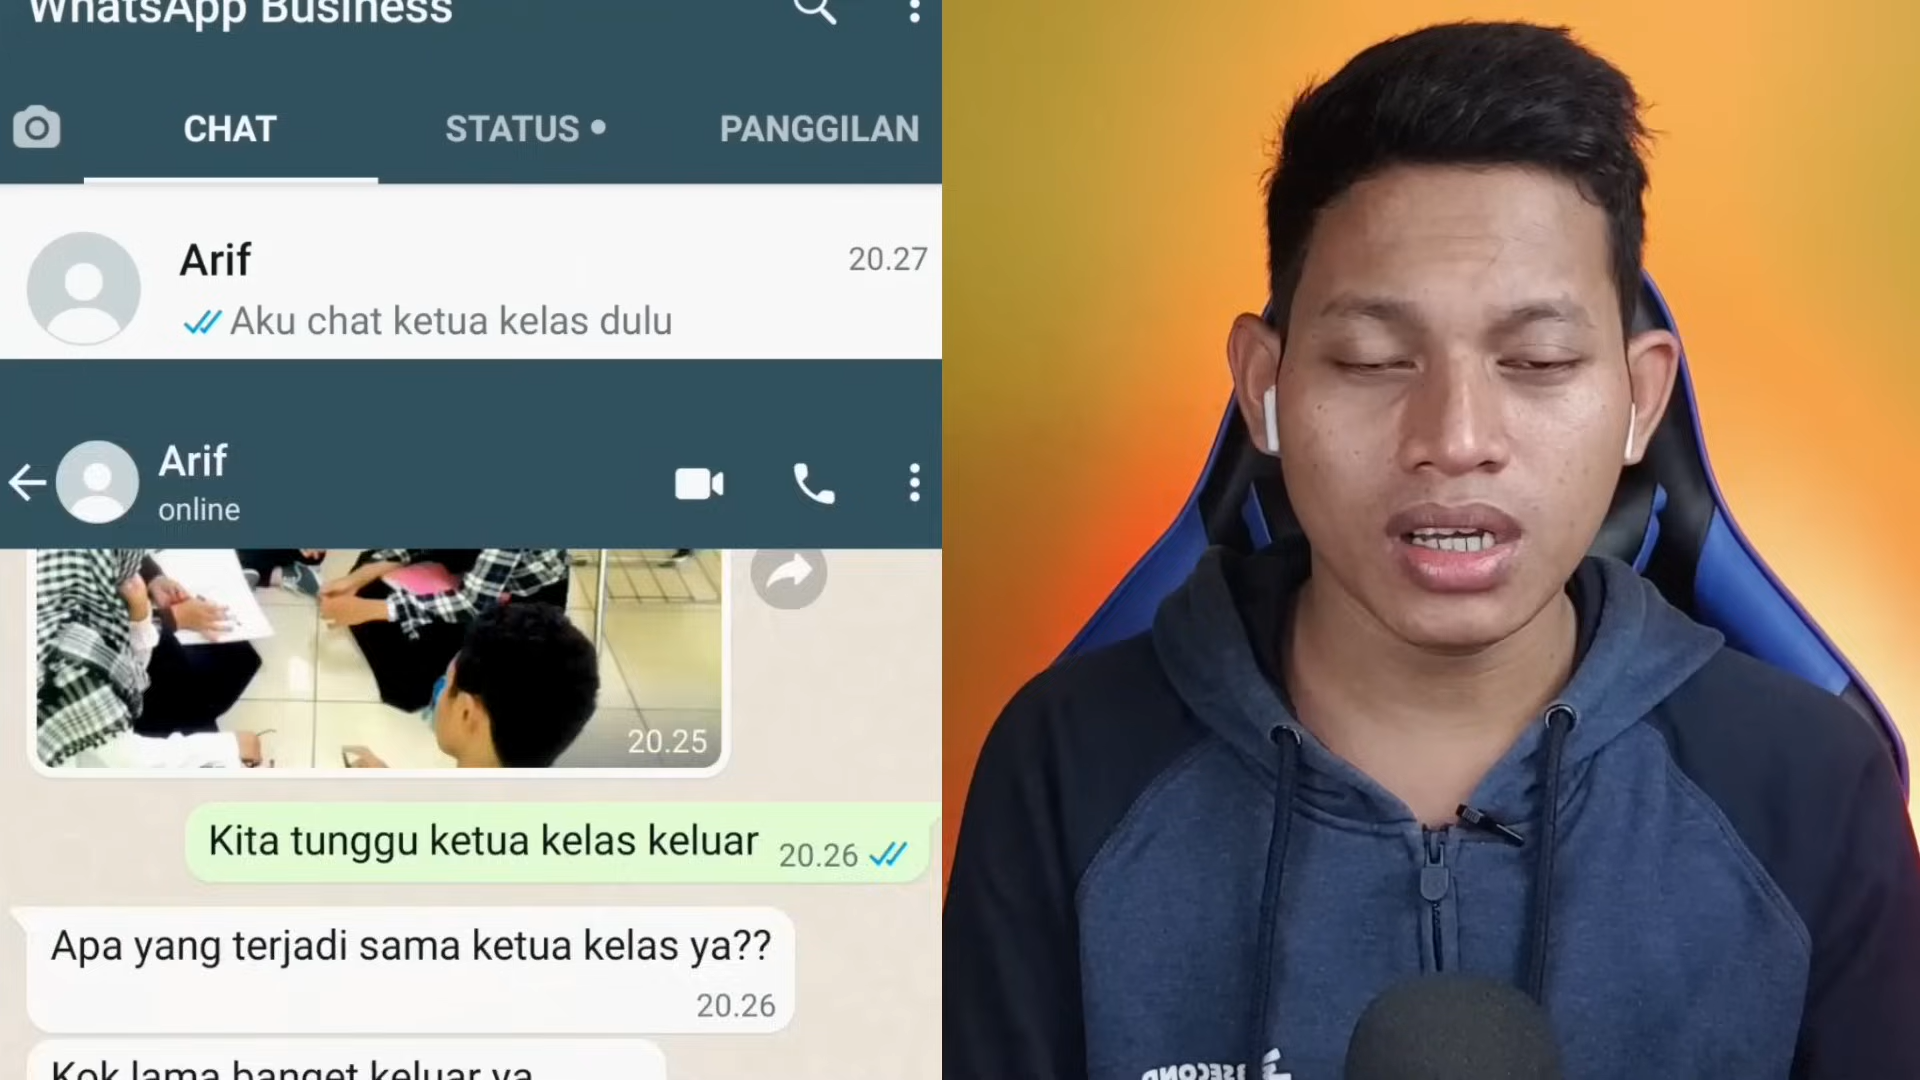 WhatsApp Business
CHAT
STATUS
PANGGILAN
Arif
20.27
Aku chat ketua kelas dulu
Arif
online
20.25
Kita tunggu ketua kelas keluar
20.26
Apa yang terjadi sama ketua kelas ya??
20.26
Kok lama banget keluar ya